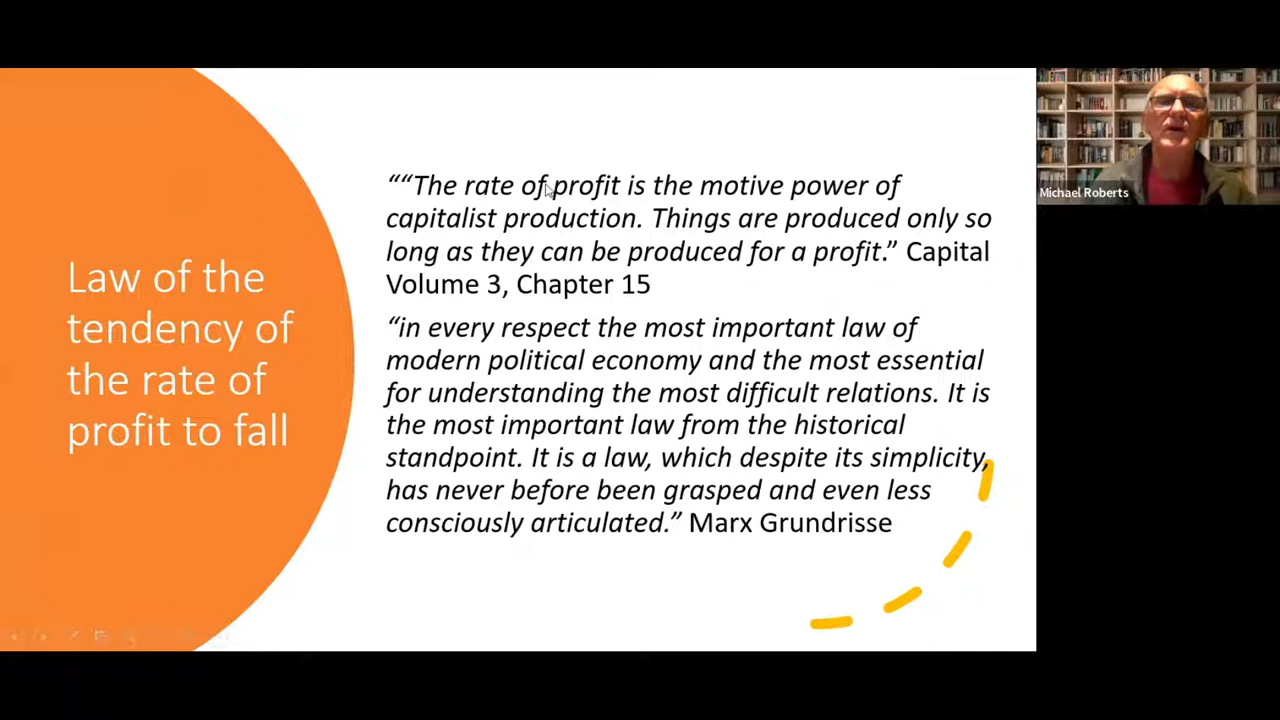 Law of the
tendency of
the rate of
profit to fall
““The rate of profit is the motive power of
capitalist production. Things are produced only so
long as they can be produced for a profit.” Capital
Volume 3, Chapter 15
“in every respect the most important law of
modern political economy and the most essential
for understanding the most difficult relations. It is
the most important law from the historical
standpoint. It is a law, which despite its simplicity,
has never before been grasped and even less
consciously articulated.” Marx Grundrisse
Michael Roberts